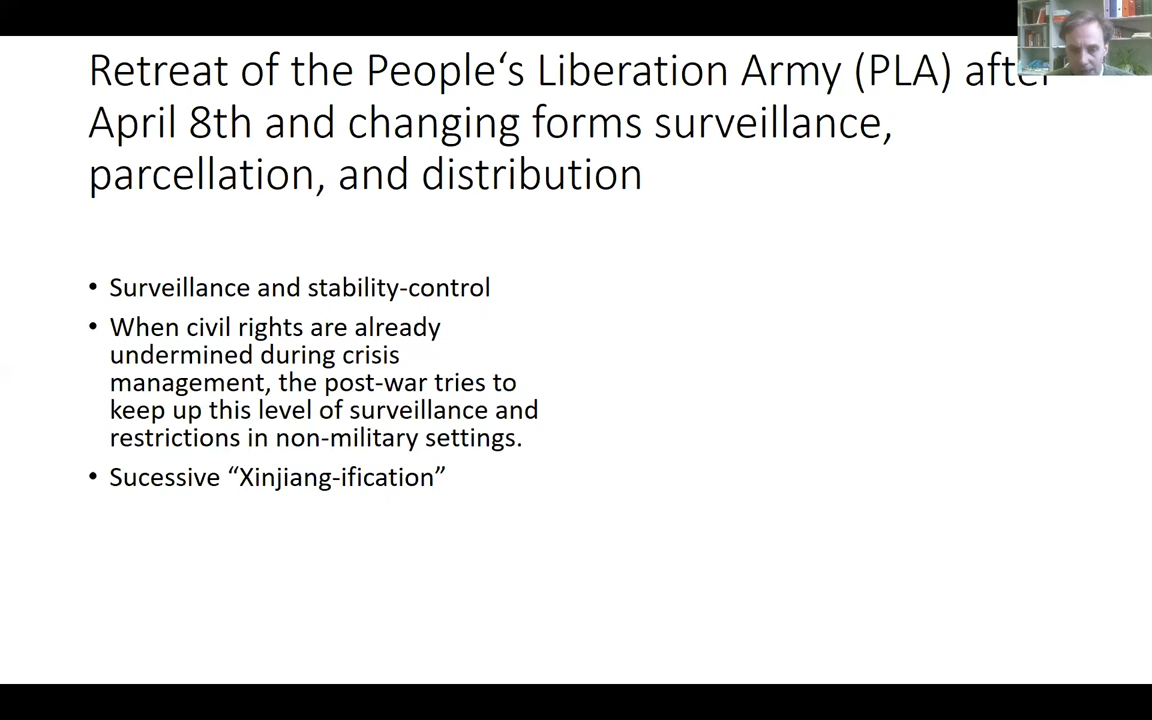 Retreat of the People‘s Liberation Army (PLA) after
April 8th and changing forms surveillance,
parcellation, and distribution
• Surveillance and stability-control
• When civil rights are already
undermined during crisis
management, the post-war tries to
keep up this level of surveillance and
restrictions in non-military settings.
• Sucessive “Xinjiang-ification”